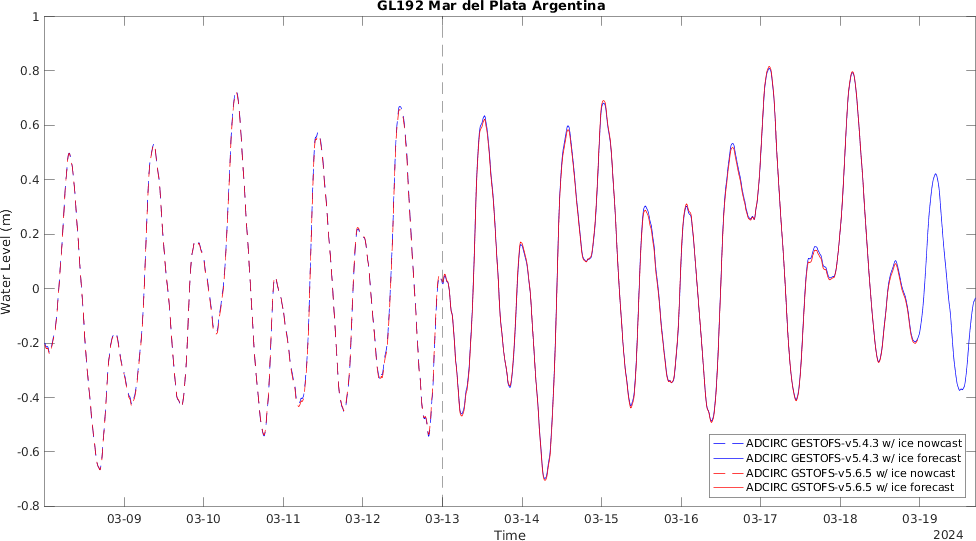 GL192 Mar del Plata Argentina
1
0.8
0.6
0.4
0.2
0
-0.2
-0.4
-0.6
-0.8
Water Level (m)
03-09 03-10 03-11 03-12 03-13 03-14 03-15 03-16 03-17 03-18 03-19
Time
2024
ADCIRC GESTOFS-v5.4.3 w/ ice nowcast
ADCIRC GESTOFS-v5.4.3 w/ ice forecast
ADCIRC GSTOFS-v5.6.5 w/ ice nowcast
ADCIRC GSTOFS-v5.6.5 w/ ice forecast